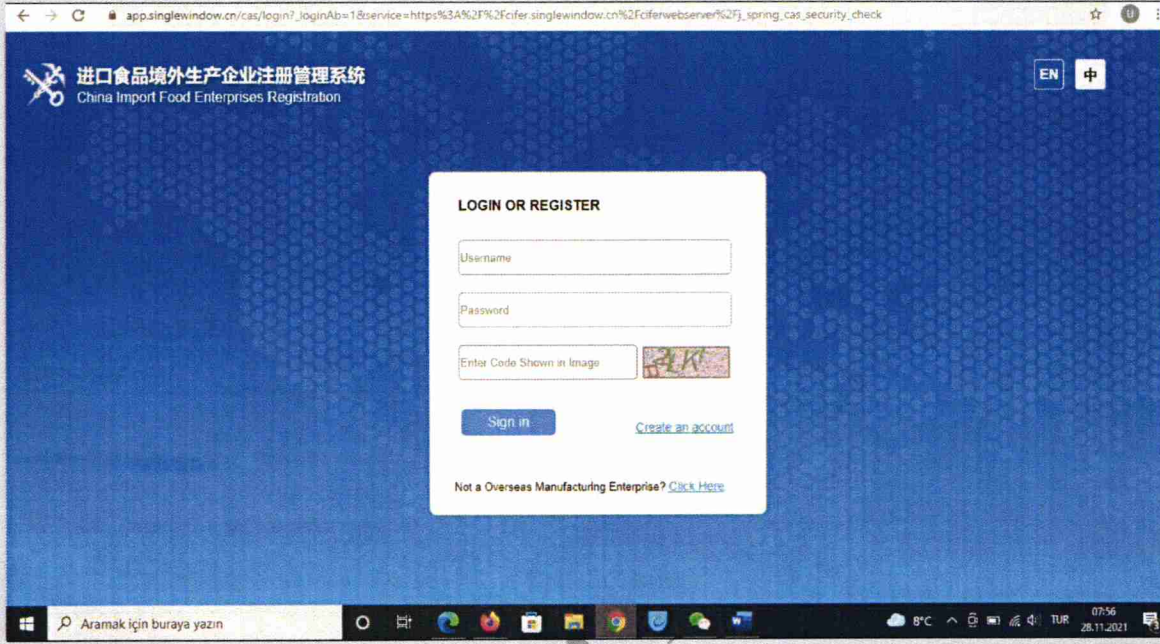 app.singlewindow.cn/cas/login?_loginAb=1&service=https%3A%2F%2Fcifer.singlewindow.cn%2Fciferwebserver%2Fj_spring_cas_security_check
U
进口食品境外生产企业注册管理系统
China Import Food Enterprises Registration
EN 中
LOGIN OR REGISTER
Username
Password
Enter Code Shown in Image
Sign in
Create an account
Not a Overseas Manufacturing Enterprise? Click Here
Aramak için buraya yazın
8°C
TUR
07:56
28.11.2021